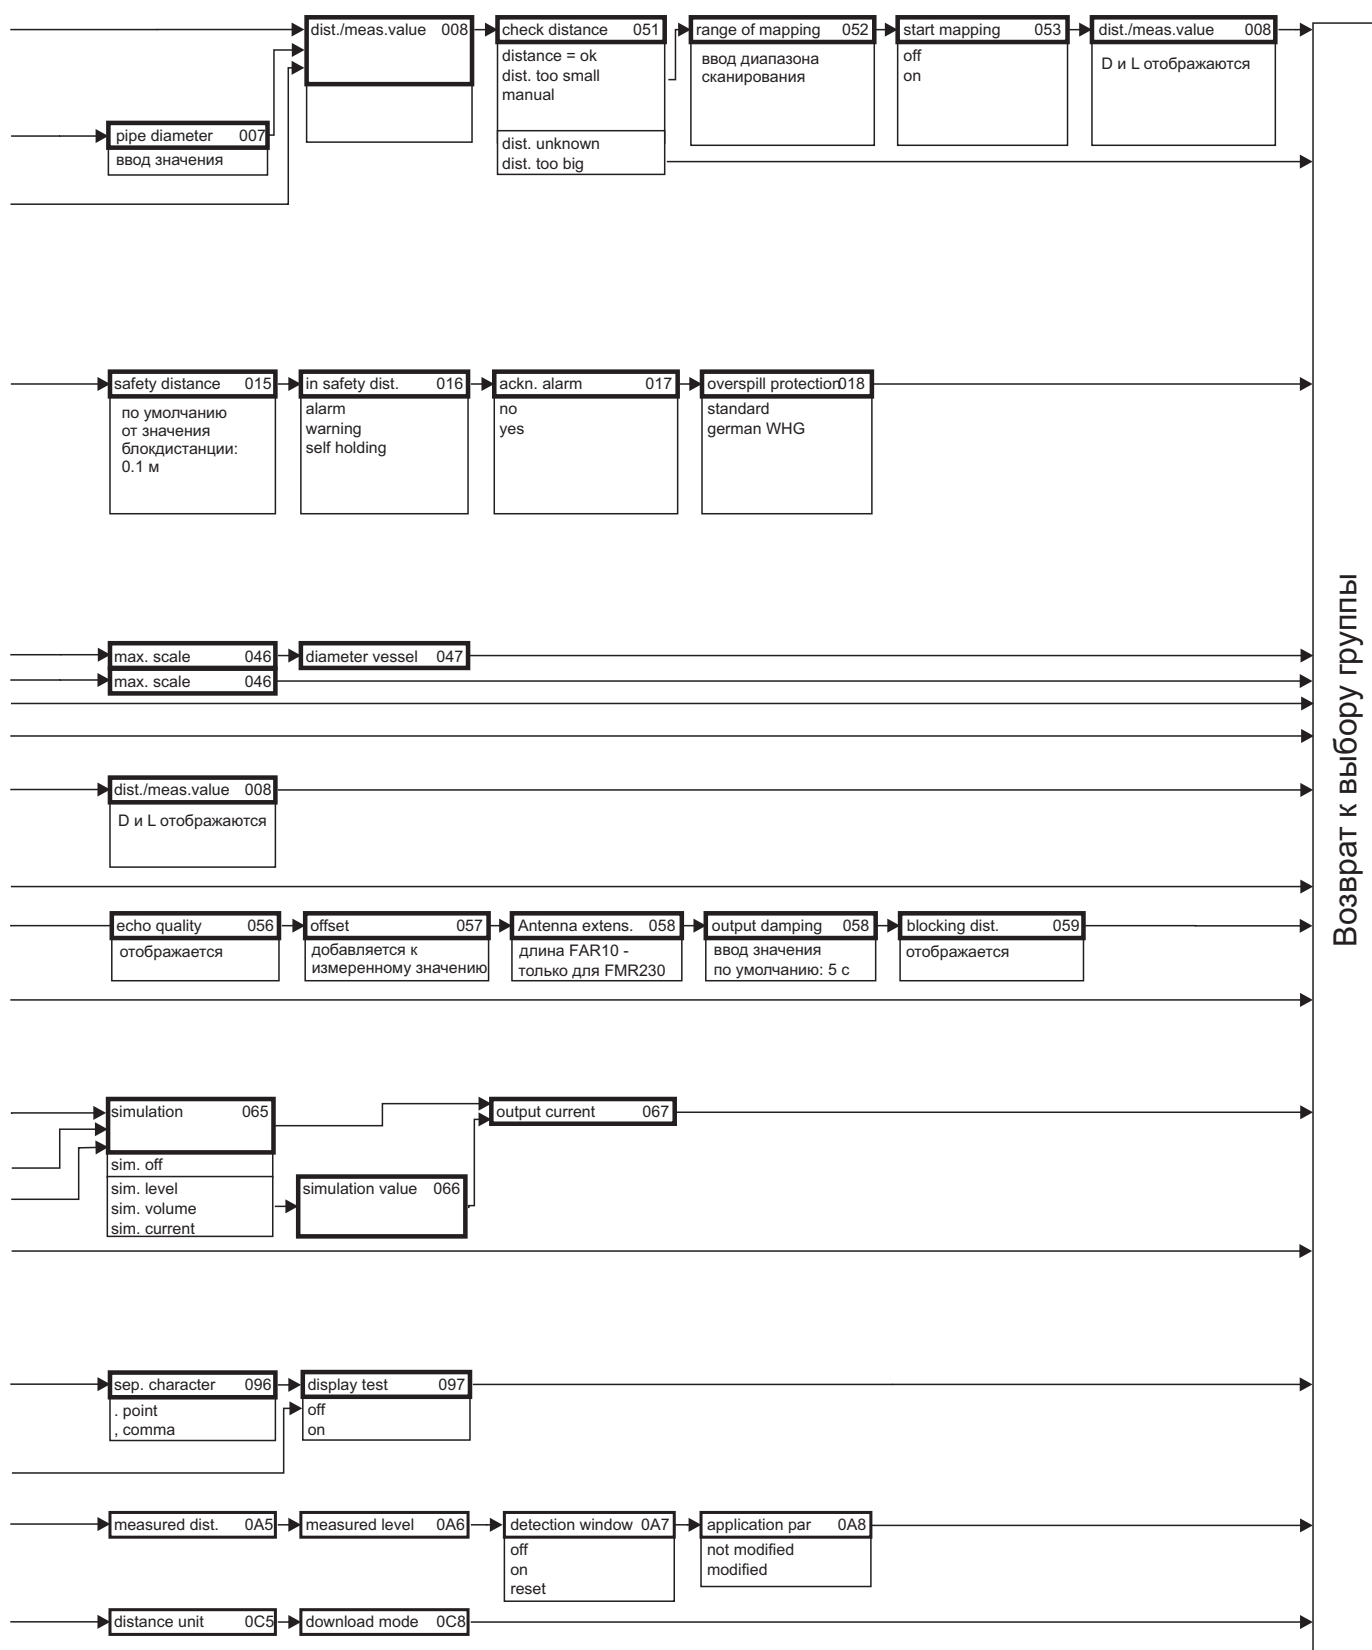 dist./meas.value 008
check distance 051
distance = ok
dist. too small
manual
dist. unknown
dist. too big
range of mapping 052
ввод диапазона
сканирования
start mapping 053
off
on
dist./meas.value 008
D и L отображаются
pipe diameter 007
ввод значения
safety distance 015
по умолчанию
от значения
блокдистанции:
0.1 м
in safety dist. 016
alarm
warning
self holding
ackn. alarm 017
no
yes
overspill protection018
standard
german WHG
max. scale 046
diameter vessel 047
max. scale 046
dist./meas.value 008
D и L отображаются
echo quality 056
отображается
offset 057
добавляется к
измеренному значению
Antenna extens. 058
длина FAR10 -
только для FMR230
output damping 058
ввод значения
по умолчанию: 5 с
blocking dist. 059
отображается
simulation 065
sim. off
sim. level
sim. volume
sim. current
simulation value 066
output current 067
sep. character 096
. point
, comma
display test 097
off
on
measured dist. 0A5
measured level 0A6
detection window 0A7
off
on
reset
application par 0A8
not modified
modified
distance unit 0C5
download mode 0C8
Возврат к выбору группы